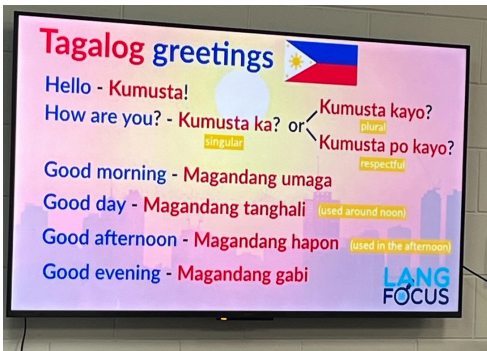 Tagalog greetings
Hello - Kumusta!
How are you? - Kumusta ka? or
singular
Kumusta kayo?
plural
Kumusta po kayo?
respectful
Good morning - Magandang umaga
Good day - Magandang tanghali (used around noon)
Good afternoon - Magandang hapon (used in the afternoon)
Good evening - Magandang gabi
LANG
FOCUS